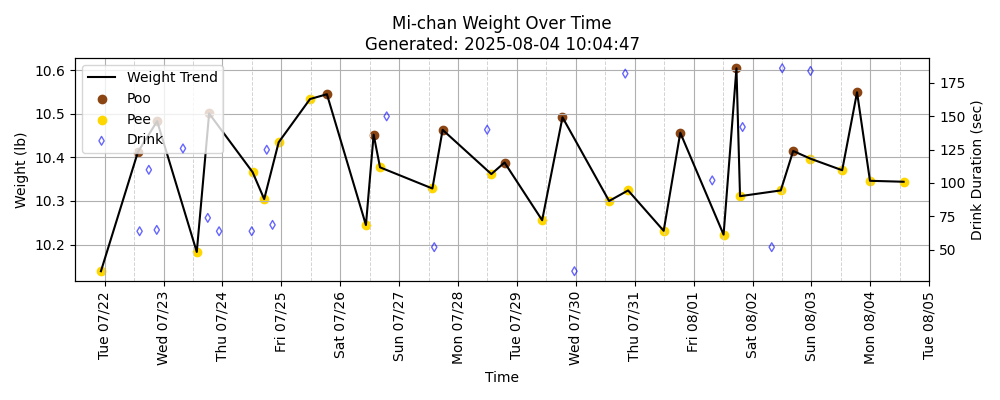 Mi-chan Weight Over Time
Generated: 2025-08-04 10:04:47
Weight (lb)
10.6
10.5
10.4
10.3
10.2
Weight Trend
Poo
Pee
Drink
175
150
125
100
75
50
Drink Duration (sec)
Tue 07/22
Wed 07/23
Thu 07/24
Fri 07/25
Sat 07/26
Sun 07/27
Mon 07/28
Tue 07/29
Wed 07/30
Thu 07/31
Fri 08/01
Sat 08/02
Sun 08/03
Mon 08/04
Tue 08/05
Time